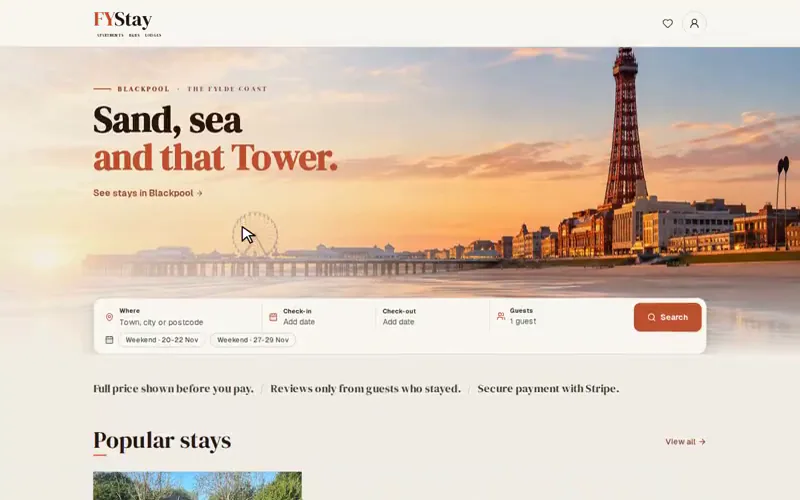 FYStay
APARTMENTS B&BS LODGES
BLACKPOOL · THE FYLDE COAST
Sand, sea
and that Tower.
See stays in Blackpool →
Where
Town, city or postcode
Check-in
Add date
Check-out
Add date
Guests
1 guest
Search
Weekend · 20-22 Nov
Weekend · 27-29 Nov
Full price shown before you pay. / Reviews only from guests who stayed. / Secure payment with Stripe.
Popular stays
View all →